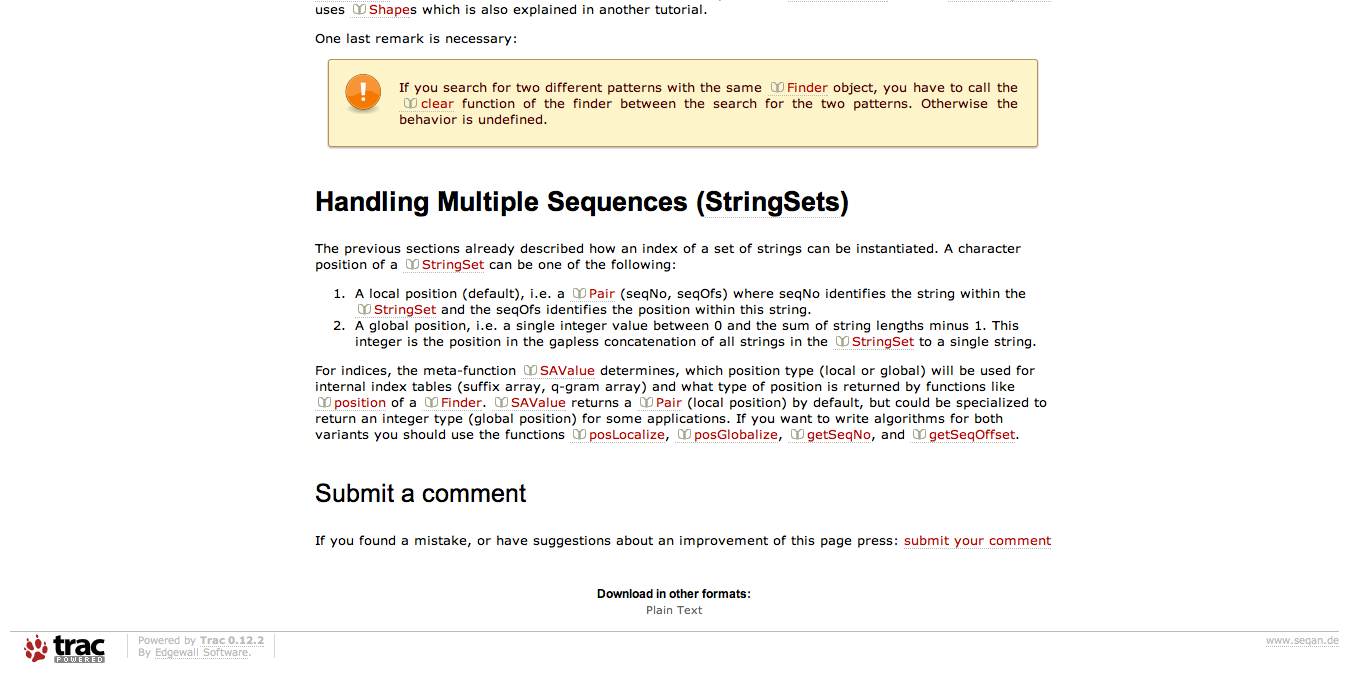 uses Shapes which is also explained in another tutorial.
One last remark is necessary:
If you search for two different patterns with the same Finder object, you have to call the
clear function of the finder between the search for the two patterns. Otherwise the
behavior is undefined.
Handling Multiple Sequences (StringSets)
The previous sections already described how an index of a set of strings can be instantiated. A character
position of a StringSet can be one of the following:
1. A local position (default), i.e. a Pair (seqNo, seqOfs) where seqNo identifies the string within the
StringSet and the seqOfs identifies the position within this string.
2. A global position, i.e. a single integer value between 0 and the sum of string lengths minus 1. This
integer is the position in the gapless concatenation of all strings in the StringSet to a single string.
For indices, the meta-function SAValue determines, which position type (local or global) will be used for
internal index tables (suffix array, q-gram array) and what type of position is returned by functions like
position of a Finder. SAValue returns a Pair (local position) by default, but could be specialized to
return an integer type (global position) for some applications. If you want to write algorithms for both
variants you should use the functions posLocalize, posGlobalize, getSeqNo, and getSeqOffset.
Submit a comment
If you found a mistake, or have suggestions about an improvement of this page press: submit your comment
Download in other formats:
Plain Text
trac
POWERED
Powered by Trac 0.12.2
By Edgewall Software.
www.seqan.de